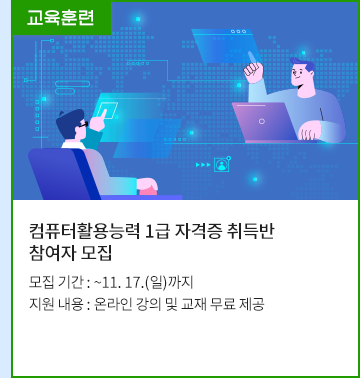 교육훈련
컴퓨터활용능력 1급 자격증 취득반
참여자 모집
모집 기간 : ~11. 17.(일)까지
지원 내용 : 온라인 강의 및 교재 무료 제공